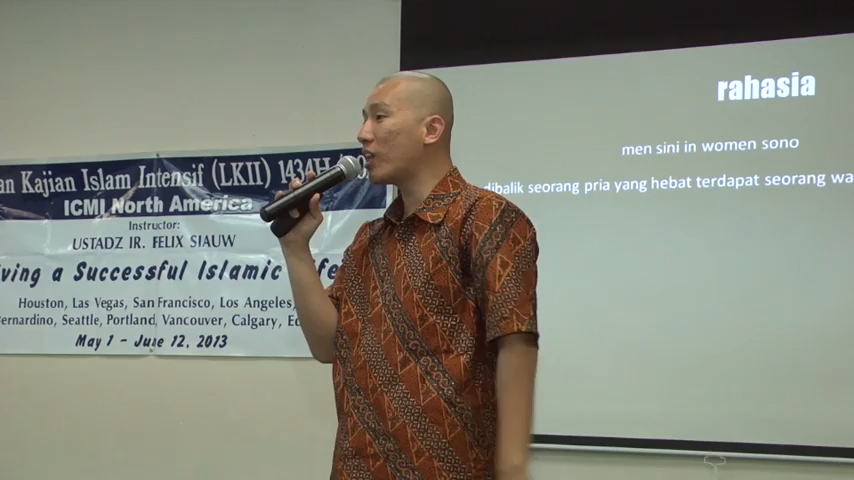 an Kajian Islam Intensif (LKII) 1434H
ICMI North America
Instructor:
USTADZ IR. FELIX SIAUW
iving a Successful Islamic Life
Houston, Las Vegas, San Francisco, Los Angeles,
ernardino, Seattle, Portland, Vancouver, Calgary, E
May 1 - June 12, 2013
rahasia
men sini in women sono
dibalik seorang pria yang hebat terdapat seorang wa